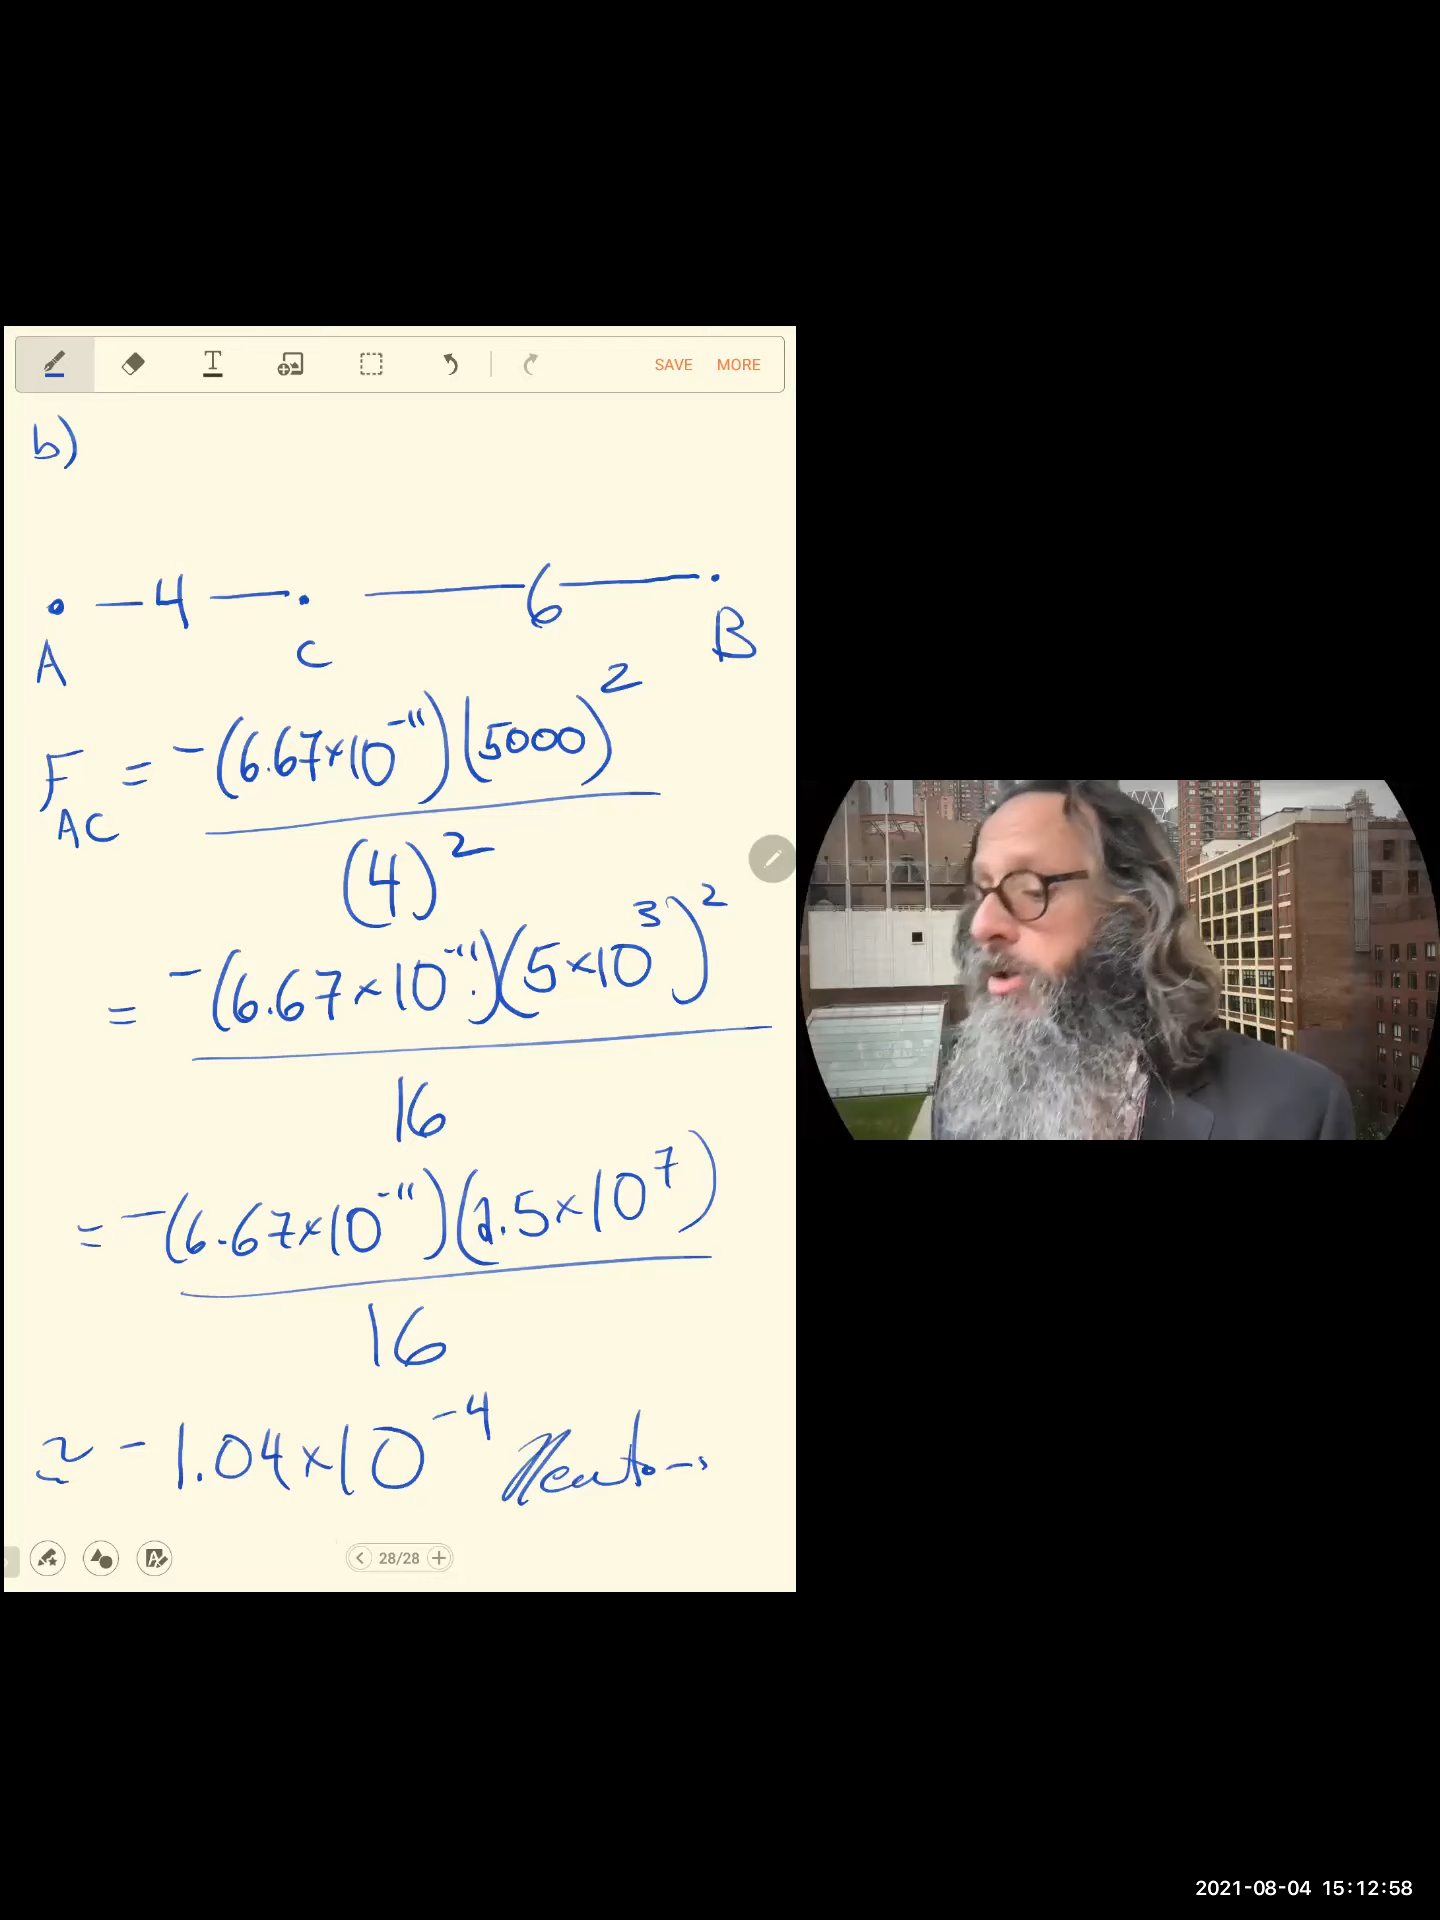 SAVE MORE
b)
4 6
A C B
F_AC = -(6.67×10^-11)(5000)^2
(4)^2
= -(6.67×10^-11)(5×10^3)^2
16
= -(6.67×10^-11)(2.5×10^7)
16
≃ -1.04×10^-4 Newtons
28/28
2021-08-04 15:12:58